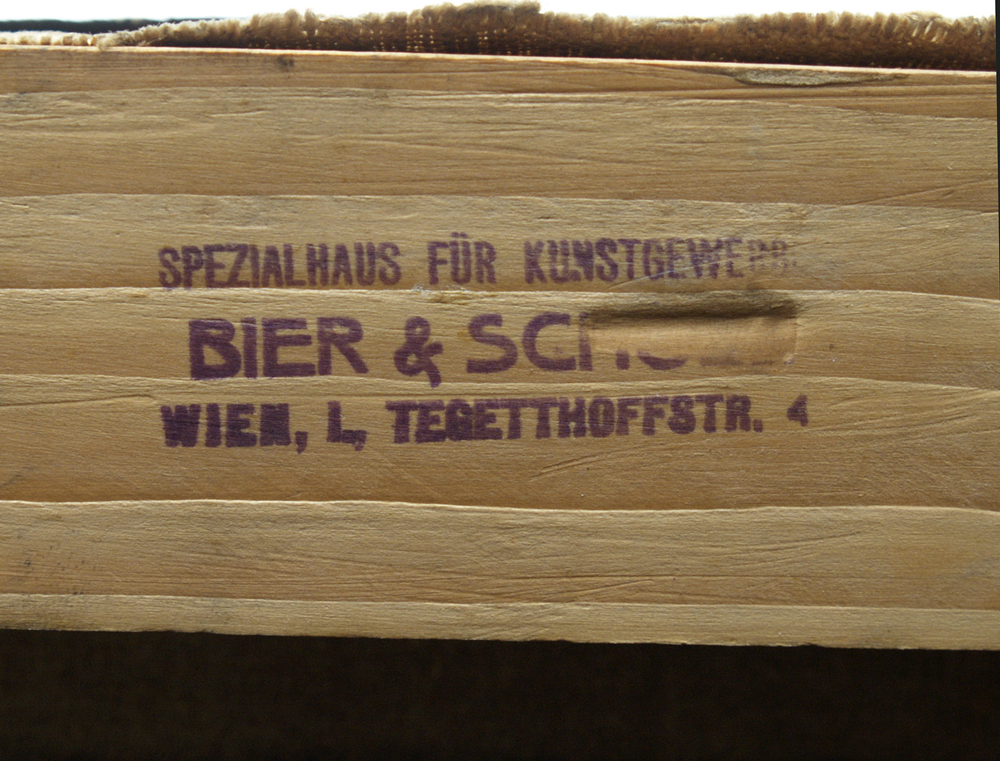 SPEZIALHAUS FÜR
BIER &
WIEN, I., TEGETTHOFFSTR. 4